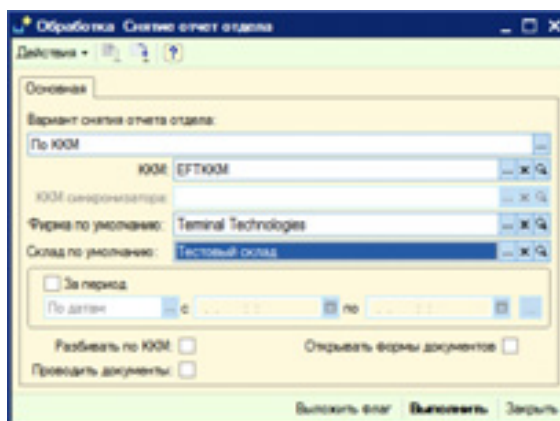 Обработка Снятие отчет отдела
Действия
Основная
Вариант снятия отчета отдела:
По ККМ
ККМ: EFTKKM
ККМ синхронизатора:
Фирма по умолчанию: Terminal Technologies
Склад по умолчанию: Тестовый склад
За период
По датам с по
Разбивать по ККМ: Открывать формы документов
Проводить документы:
Выложить флаг Выполнить Закрыть